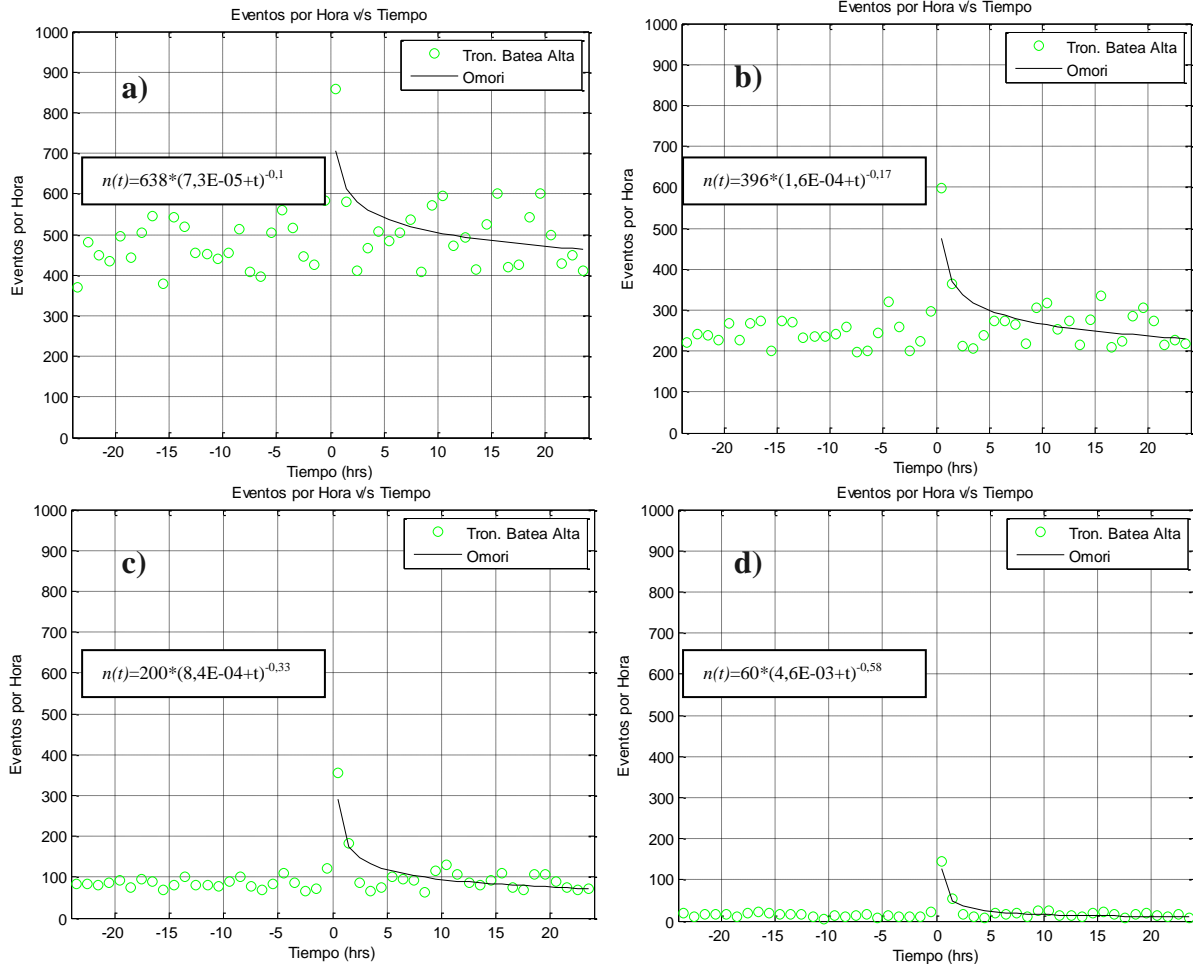 Eventos por Hora v/s Tiempo
1000
900
800
700
600
500
400
300
200
100
0
Eventos por Hora
a)
Tron. Batea Alta
Omori
n(t)=638*(7,3E-05+t)-0,1
-20 -15 -10 -5 0 5 10 15 20
Tiempo (hrs)
Eventos por Hora v/s Tiempo
1000
900
800
700
600
500
400
300
200
100
0
Eventos por Hora
b)
Tron. Batea Alta
Omori
n(t)=396*(1,6E-04+t)-0,17
-20 -15 -10 -5 0 5 10 15 20
Tiempo (hrs)
Eventos por Hora v/s Tiempo
1000
900
800
700
600
500
400
300
200
100
0
Eventos por Hora
c)
Tron. Batea Alta
Omori
n(t)=200*(8,4E-04+t)-0,33
-20 -15 -10 -5 0 5 10 15 20
Tiempo (hrs)
Eventos por Hora v/s Tiempo
1000
900
800
700
600
500
400
300
200
100
0
Eventos por Hora
d)
Tron. Batea Alta
Omori
n(t)=60*(4,6E-03+t)-0,58
-20 -15 -10 -5 0 5 10 15 20
Tiempo (hrs)